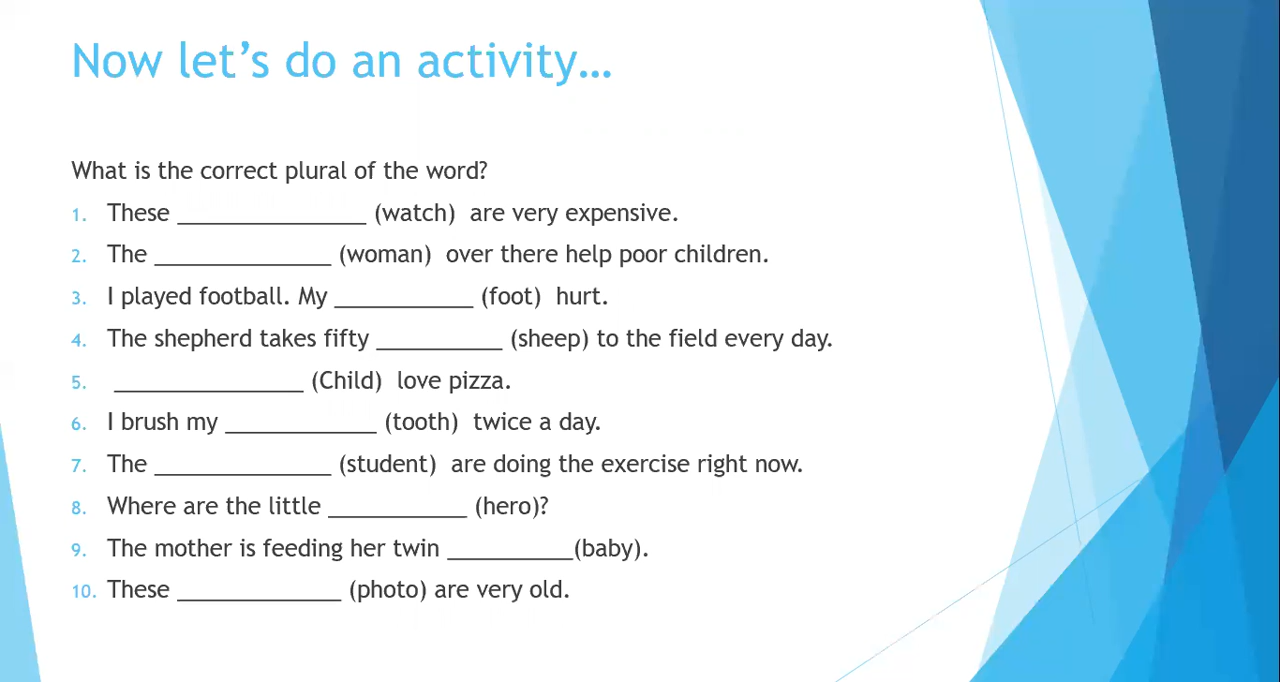 Now let’s do an activity…
What is the correct plural of the word?
1. These ________________ (watch) are very expensive.
2. The _______________ (woman) over there help poor children.
3. I played football. My ____________ (foot) hurt.
4. The shepherd takes fifty ___________ (sheep) to the field every day.
5. ________________ (Child) love pizza.
6. I brush my _____________ (tooth) twice a day.
7. The _______________ (student) are doing the exercise right now.
8. Where are the little ____________ (hero)?
9. The mother is feeding her twin ___________(baby).
10. These ______________ (photo) are very old.